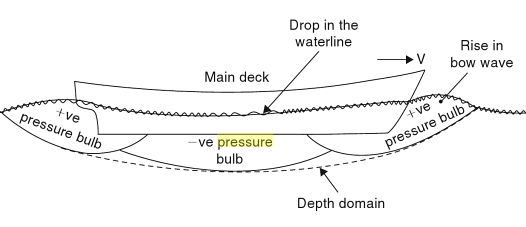 Drop in the
waterline
V
Rise in
bow wave
Main deck
+ve
pressure bulb
−ve pressure
bulb
+ve
pressure bulb
Depth domain